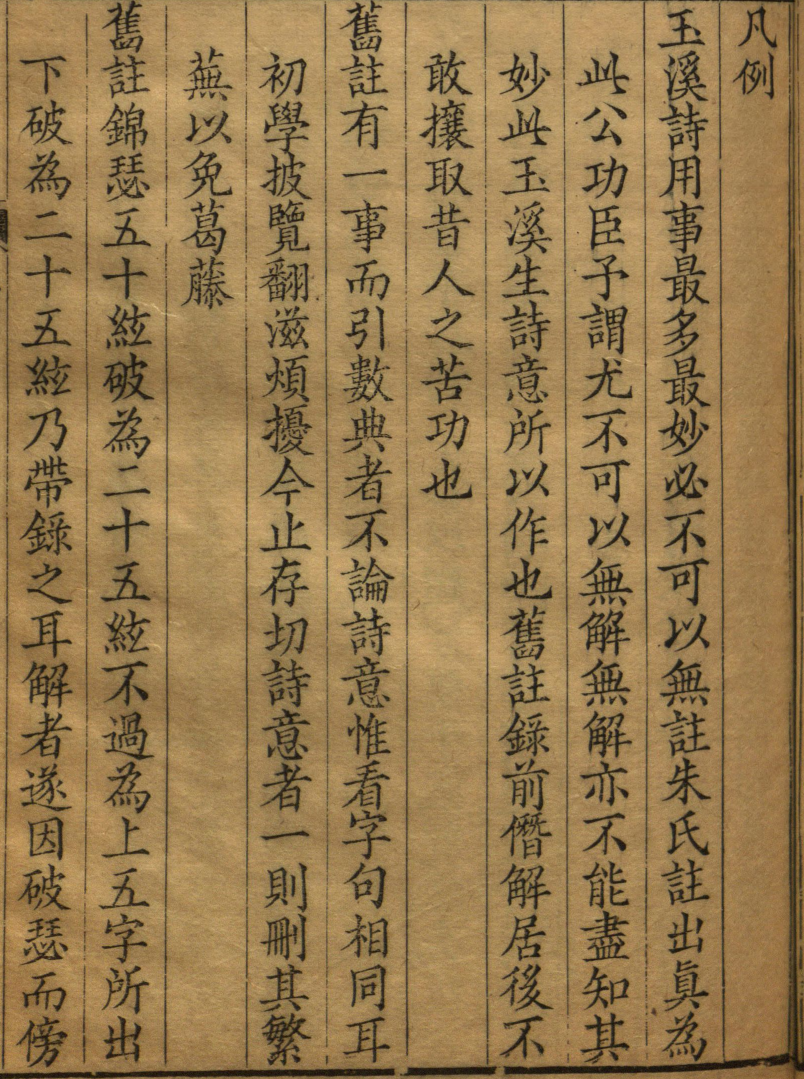 凡例
玉溪詩用事最多最妙必不可以無註朱氏註出眞為
此公功臣予謂尤不可以無解無解亦不能盡知其
妙此玉溪生詩意所以作也舊註錄前僭解居後不
敢攘取昔人之苦功也
舊註有一事而引數典者不論詩意惟看字句相同耳
初學披覽翻滋煩擾今止存切詩意者一則刪其繁
蕪以免葛藤
舊註錦瑟五十絃破為二十五絃不過為上五字所出
下破為二十五絃乃帶錄之耳解者遂因破瑟而傍